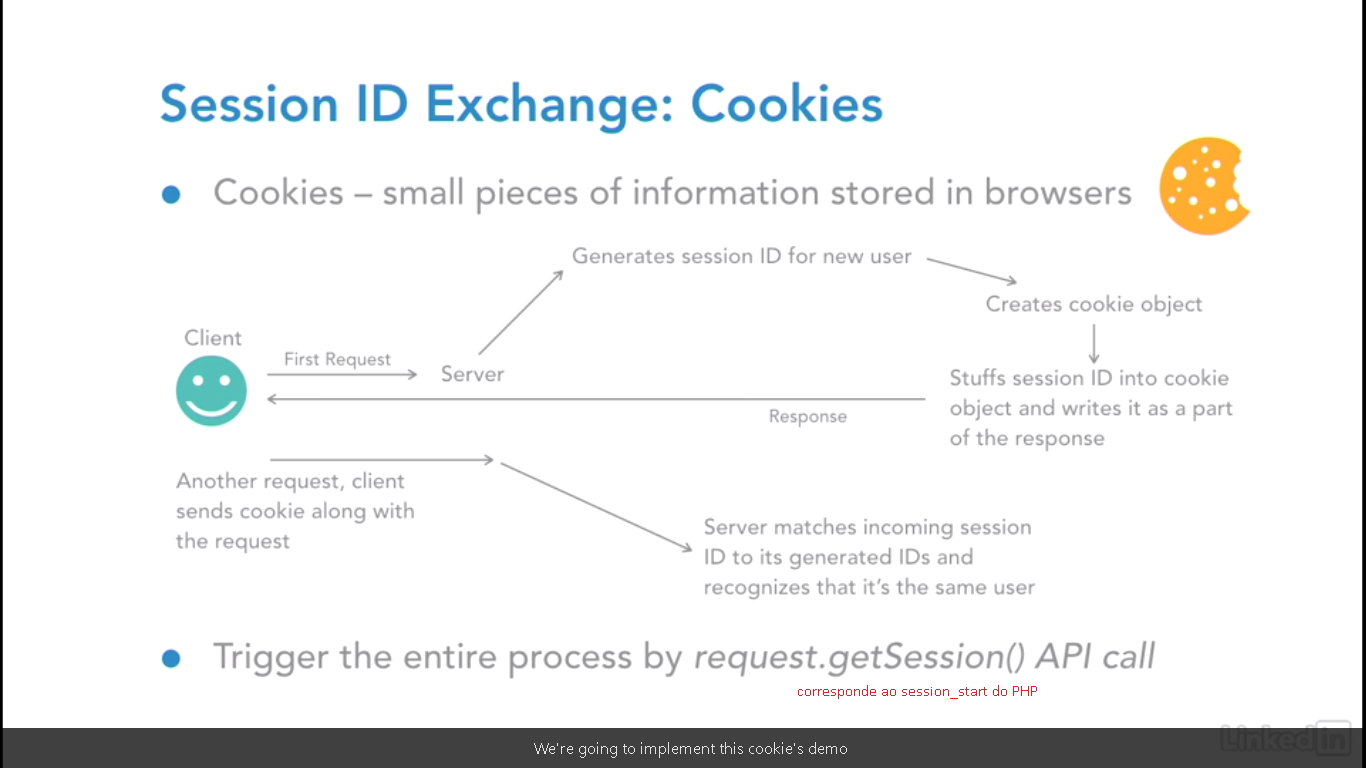 Session ID Exchange: Cookies
Cookies – small pieces of information stored in browsers
Generates session ID for new user
Creates cookie object
Client
First Request
Server
Stuffs session ID into cookie
object and writes it as a part
of the response
Response
Another request, client
sends cookie along with
the request
Server matches incoming session
ID to its generated IDs and
recognizes that it's the same user
Trigger the entire process by request.getSession() API call
corresponde ao session_start do PHP
We're going to implement this cookie's demo
Linked in